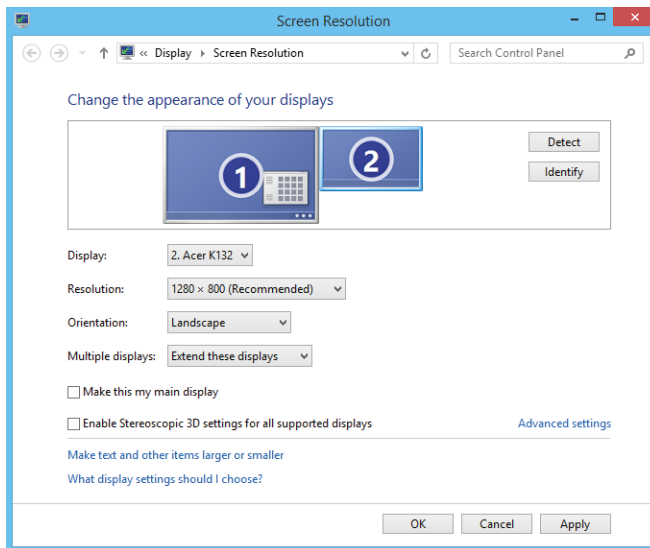 Screen Resolution
« Display Screen Resolution
Search Control Panel
Change the appearance of your displays
1
2
Detect
Identify
Display: 2. Acer K132
Resolution: 1280 × 800 (Recommended)
Orientation: Landscape
Multiple displays: Extend these displays
Make this my main display
Enable Stereoscopic 3D settings for all supported displays Advanced settings
Make text and other items larger or smaller
What display settings should I choose?
OK Cancel Apply